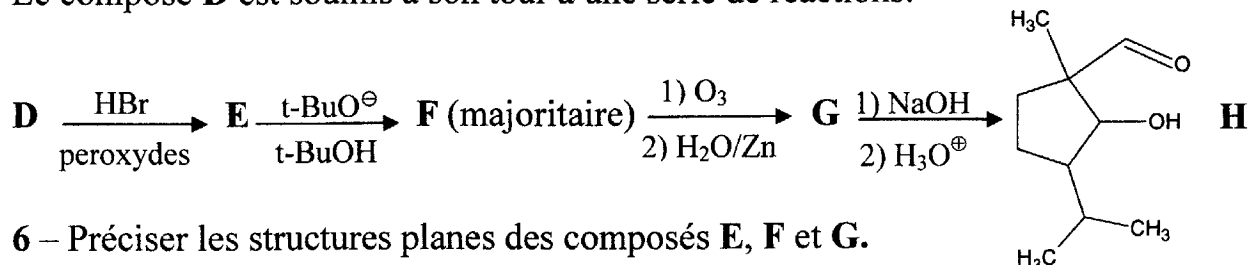 Le composé D est soumis à son tour à une série de réactions.
D HBr peroxydes E t-BuO⊖ t-BuOH F (majoritaire) 1) O₃ 2) H₂O/Zn G 1) NaOH 2) H₃O⊕ H₃C O OH H
6 – Préciser les structures planes des composés E, F et G.
CH₃
H₃C